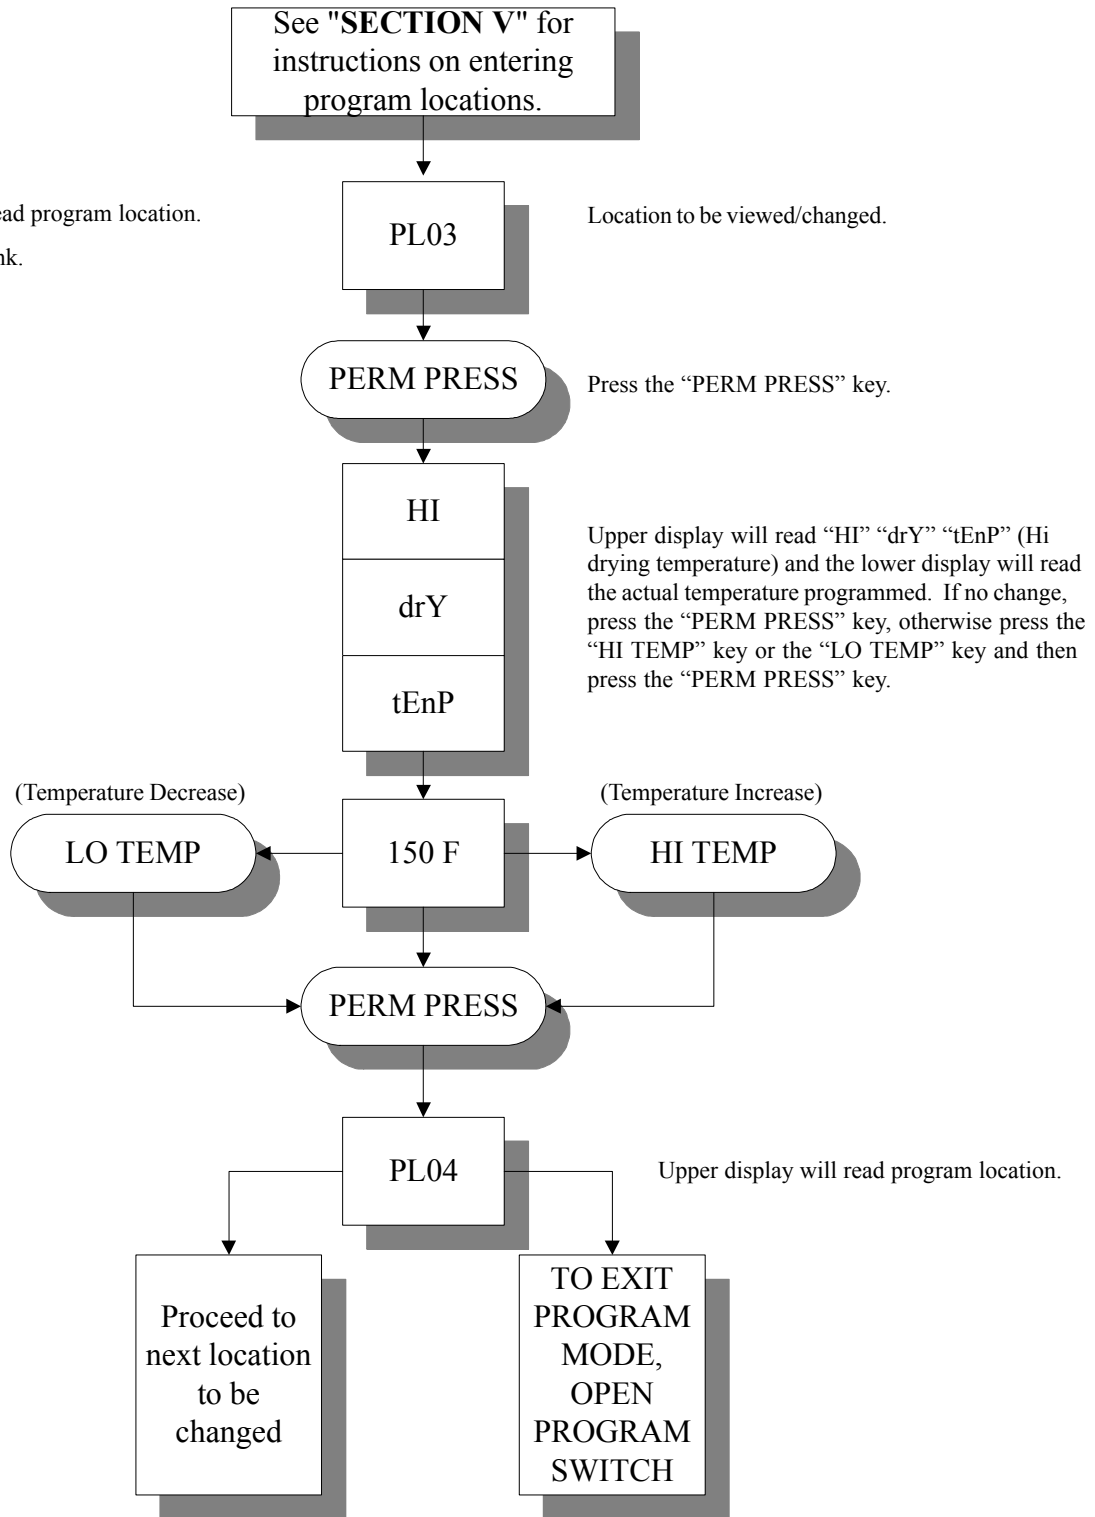 See "SECTION V" for
instructions on entering
program locations.
ead program location.
nk.
PL03
Location to be viewed/changed.
PERM PRESS
Press the “PERM PRESS” key.
HI
drY
tEnP
Upper display will read “HI” “drY” “tEnP” (Hi
drying temperature) and the lower display will read
the actual temperature programmed. If no change,
press the “PERM PRESS” key, otherwise press the
“HI TEMP” key or the “LO TEMP” key and then
press the “PERM PRESS” key.
(Temperature Decrease)
(Temperature Increase)
LO TEMP
150 F
HI TEMP
PERM PRESS
PL04
Upper display will read program location.
Proceed to
next location
to be
changed
TO EXIT
PROGRAM
MODE,
OPEN
PROGRAM
SWITCH